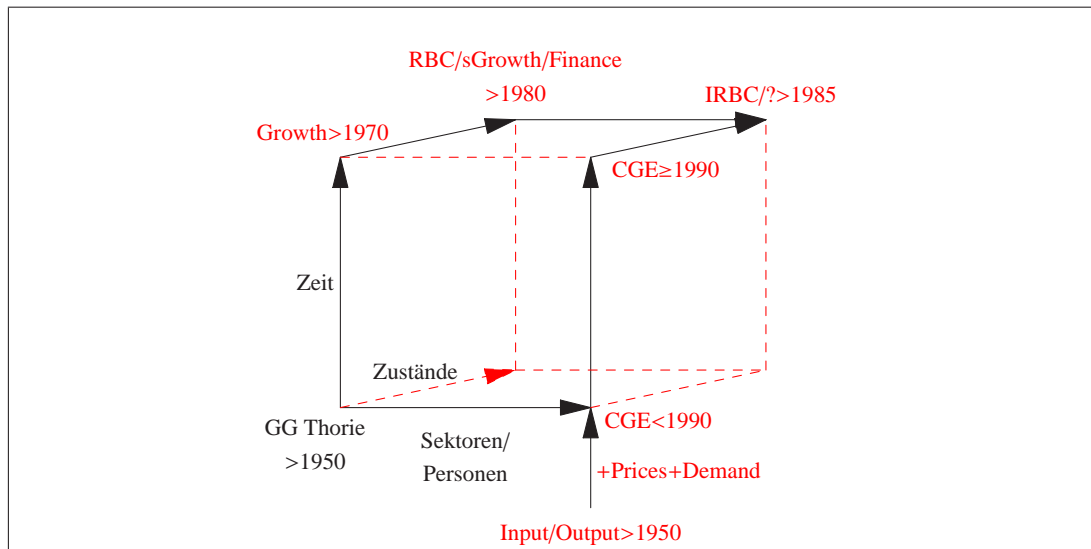 RBC/sGrowth/Finance
>1980
IRBC/?>1985
Growth>1970
CGE≥1990
Zeit
Zustände
GG Thorie
>1950
Sektoren/
Personen
CGE<1990
+Prices+Demand
Input/Output>1950